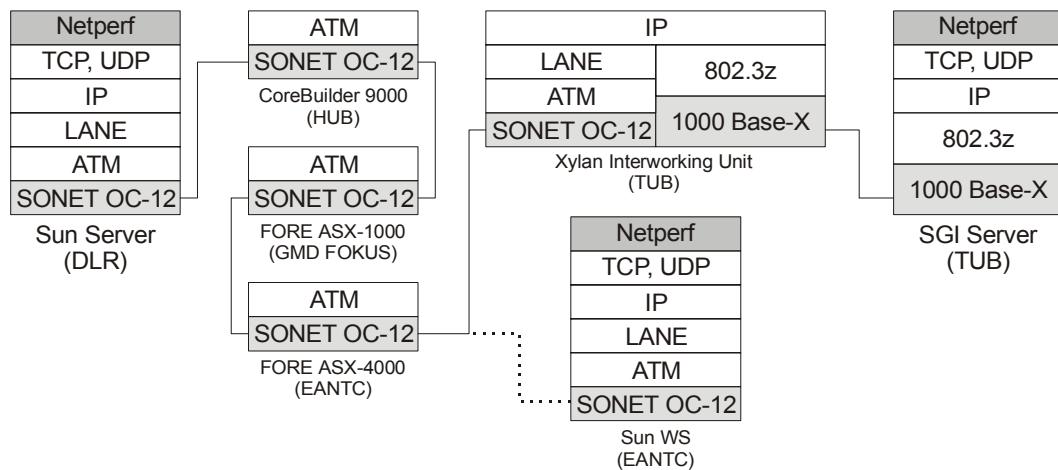 Netperf
TCP, UDP
IP
LANE
ATM
SONET OC-12
Sun Server
(DLR)
ATM
SONET OC-12
CoreBuilder 9000
(HUB)
ATM
SONET OC-12
FORE ASX-1000
(GMD FOKUS)
ATM
SONET OC-12
FORE ASX-4000
(EANTC)
IP
LANE
ATM
SONET OC-12
802.3z
1000 Base-X
Xylan Interworking Unit
(TUB)
Netperf
TCP, UDP
IP
LANE
ATM
SONET OC-12
Sun WS
(EANTC)
Netperf
TCP, UDP
IP
802.3z
1000 Base-X
SGI Server
(TUB)